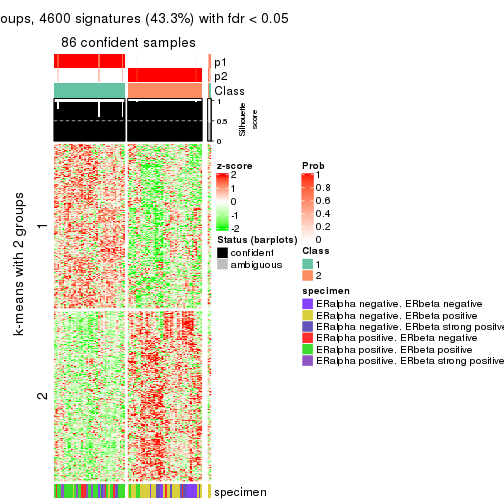 oups, 4600 signatures (43.3%) with fdr < 0.05
86 confident samples
p1
p2
Class
1
0.5
0
Silhouette
score
k-means with 2 groups
1
2
specimen
z-score
2
1
0
-1
-2
Status (barplots)
confident
ambiguous
Prob
1
0.8
0.6
0.4
0.2
0
Class
1
2
specimen
ERalpha negative. ERbeta negative
ERalpha negative. ERbeta positive
ERalpha negative. ERbeta strong positive
ERalpha positive. ERbeta negative
ERalpha positive. ERbeta positive
ERalpha positive. ERbeta strong positive